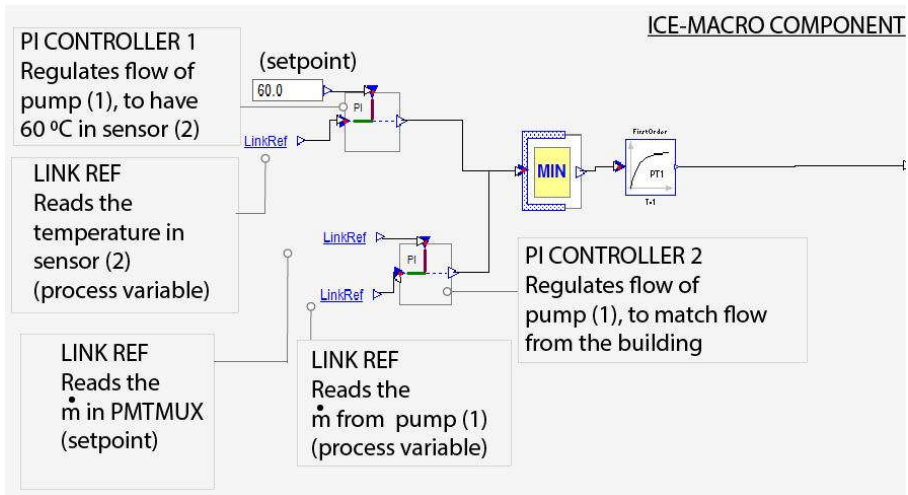 ICE-MACRO COMPONENT
PI CONTROLLER 1
Regulates flow of
pump (1), to have
60 ºC in sensor (2)
(setpoint)
60.0
PI
LinkRef
LINK REF
Reads the
temperature in
sensor (2)
(process variable)
MIN
FirstOrder
PT1
T=1
LinkRef
PI
LinkRef
PI CONTROLLER 2
Regulates flow of
pump (1), to match flow
from the building
LINK REF
Reads the
ṁ in PMTMUX
(setpoint)
LINK REF
Reads the
ṁ from pump (1)
(process variable)